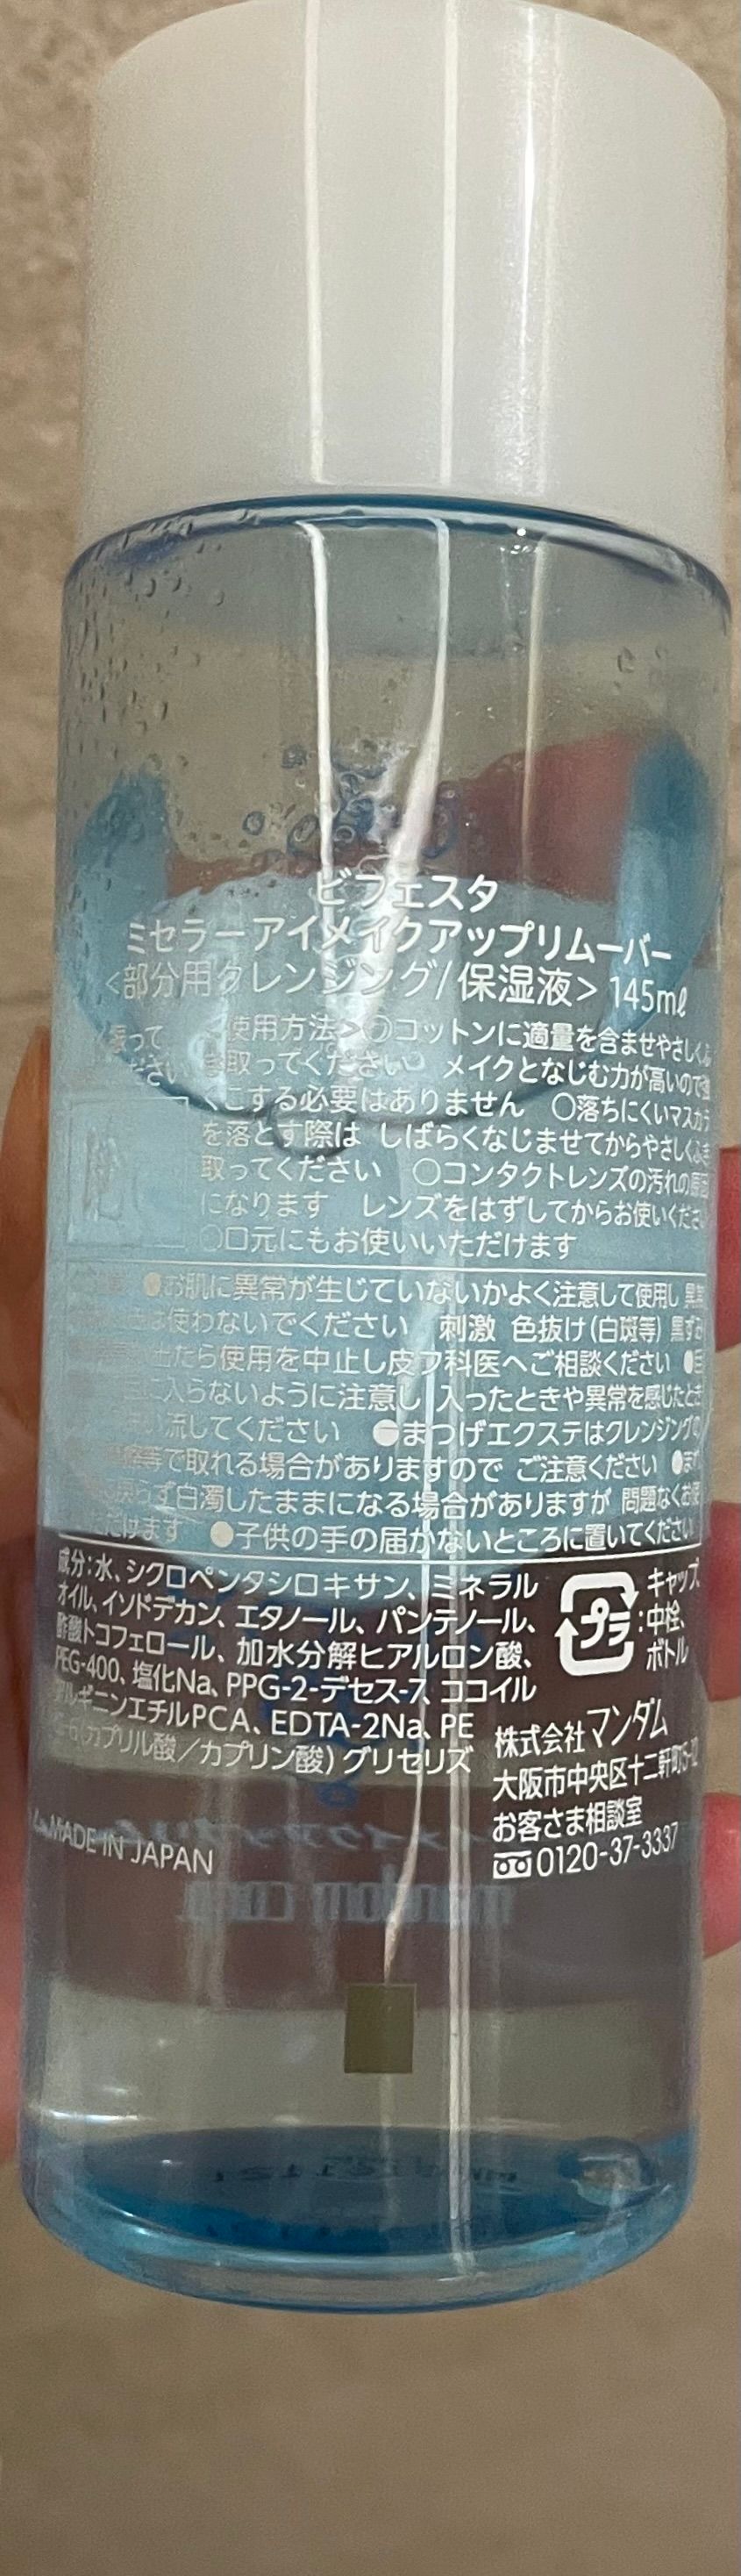 ビフェスタ
ミセラーアイメイクアップリムーバー
<部分用クレンジング/保湿液> 145mℓ
<使用方法>○コットンに適量を含ませやさしくふ
き取ってください メイクとなじむ力が高いので強
くこする必要はありません ○落ちにくいマスカラ
を落とす際は しばらくなじませてからやさしくふき
取ってください ○コンタクトレンズの汚れの原因
になります レンズをはずしてからお使いください
○口元にもお使いいただけます
●お肌に異常が生じていないかよく注意して使用し
は使わないでください 刺激 色抜け(白斑等) 黒ずみ
出たら使用を中止し皮フ科医へご相談ください ●
に入らないように注意し 入ったときや異常を感じたとき
流してください ●まつげエクステはクレンジングの
等で取れる場合がありますので ご注意ください ●
戻らず白濁したままになる場合がありますが 問題なくお使
いただけます ●子供の手の届かないところに置いてください
成分:水、シクロペンタシロキサン、ミネラル
オイル、イソドデカン、エタノール、パンテノール、
酢酸トコフェロール、加水分解ヒアルロン酸、
PEG-400、塩化Na、PPG-2-デセス-7、ココイル
アルギニンエチルPCA、EDTA-2Na、PE
G-6(カプリル酸/カプリン酸)グリセリズ
プラ
:キャップ、
中栓、
ボトル
株式会社マンダム
大阪市中央区十二軒町5-12
お客さま相談室
0120-37-3337
MADE IN JAPAN
mandom corp.